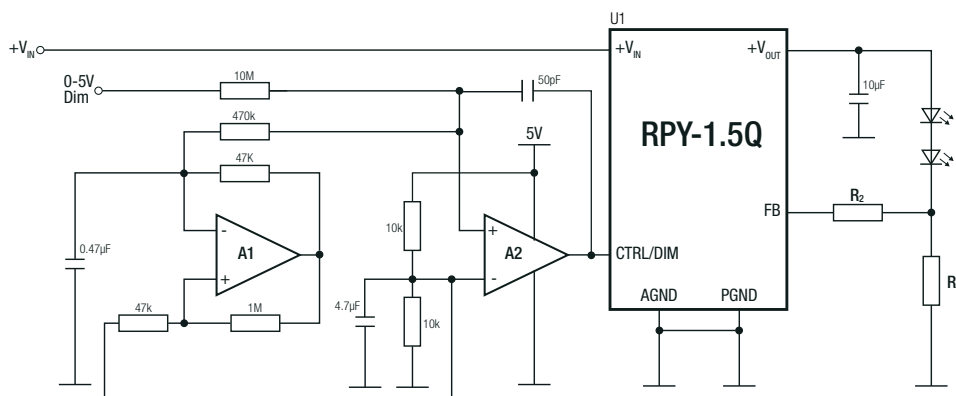 U1
+VIN
+VIN
+VOUT
0-5V
Dim
10M
50pF
10µF
470k
5V
RPY-1.5Q
47K
R2
FB
10k
0.47µF
-
A1
+
+
A2
-
CTRL/DIM
47k
1M
4.7µF
10k
AGND
PGND
R